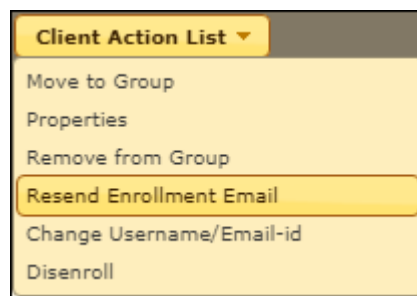 Client Action List
Move to Group
Properties
Remove from Group
Resend Enrollment Email
Change Username/Email-id
Disenroll